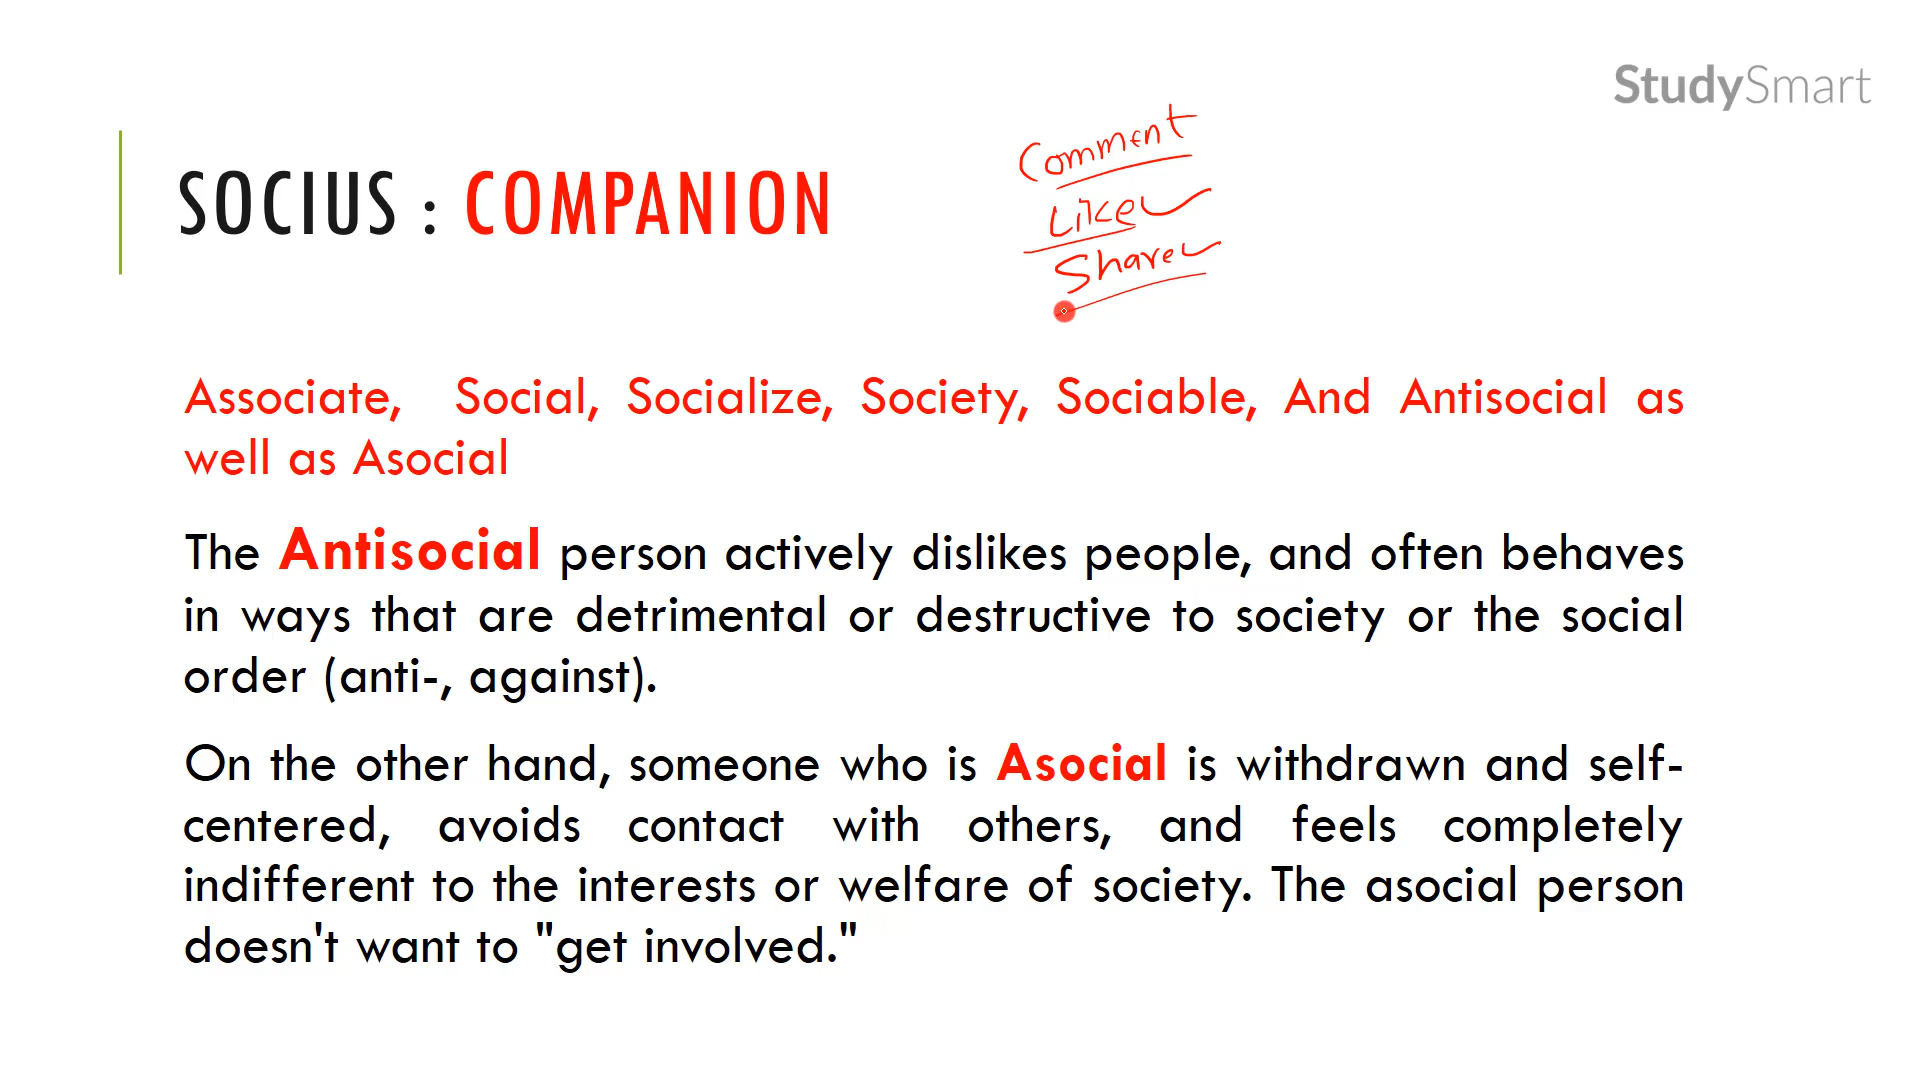 StudySmart
Comment
Like
Share
SOCIUS : COMPANION
Associate, Social, Socialize, Society, Sociable, And Antisocial as
well as Asocial
The Antisocial person actively dislikes people, and often behaves
in ways that are detrimental or destructive to society or the social
order (anti-, against).
On the other hand, someone who is Asocial is withdrawn and self-
centered, avoids contact with others, and feels completely
indifferent to the interests or welfare of society. The asocial person
doesn't want to "get involved."